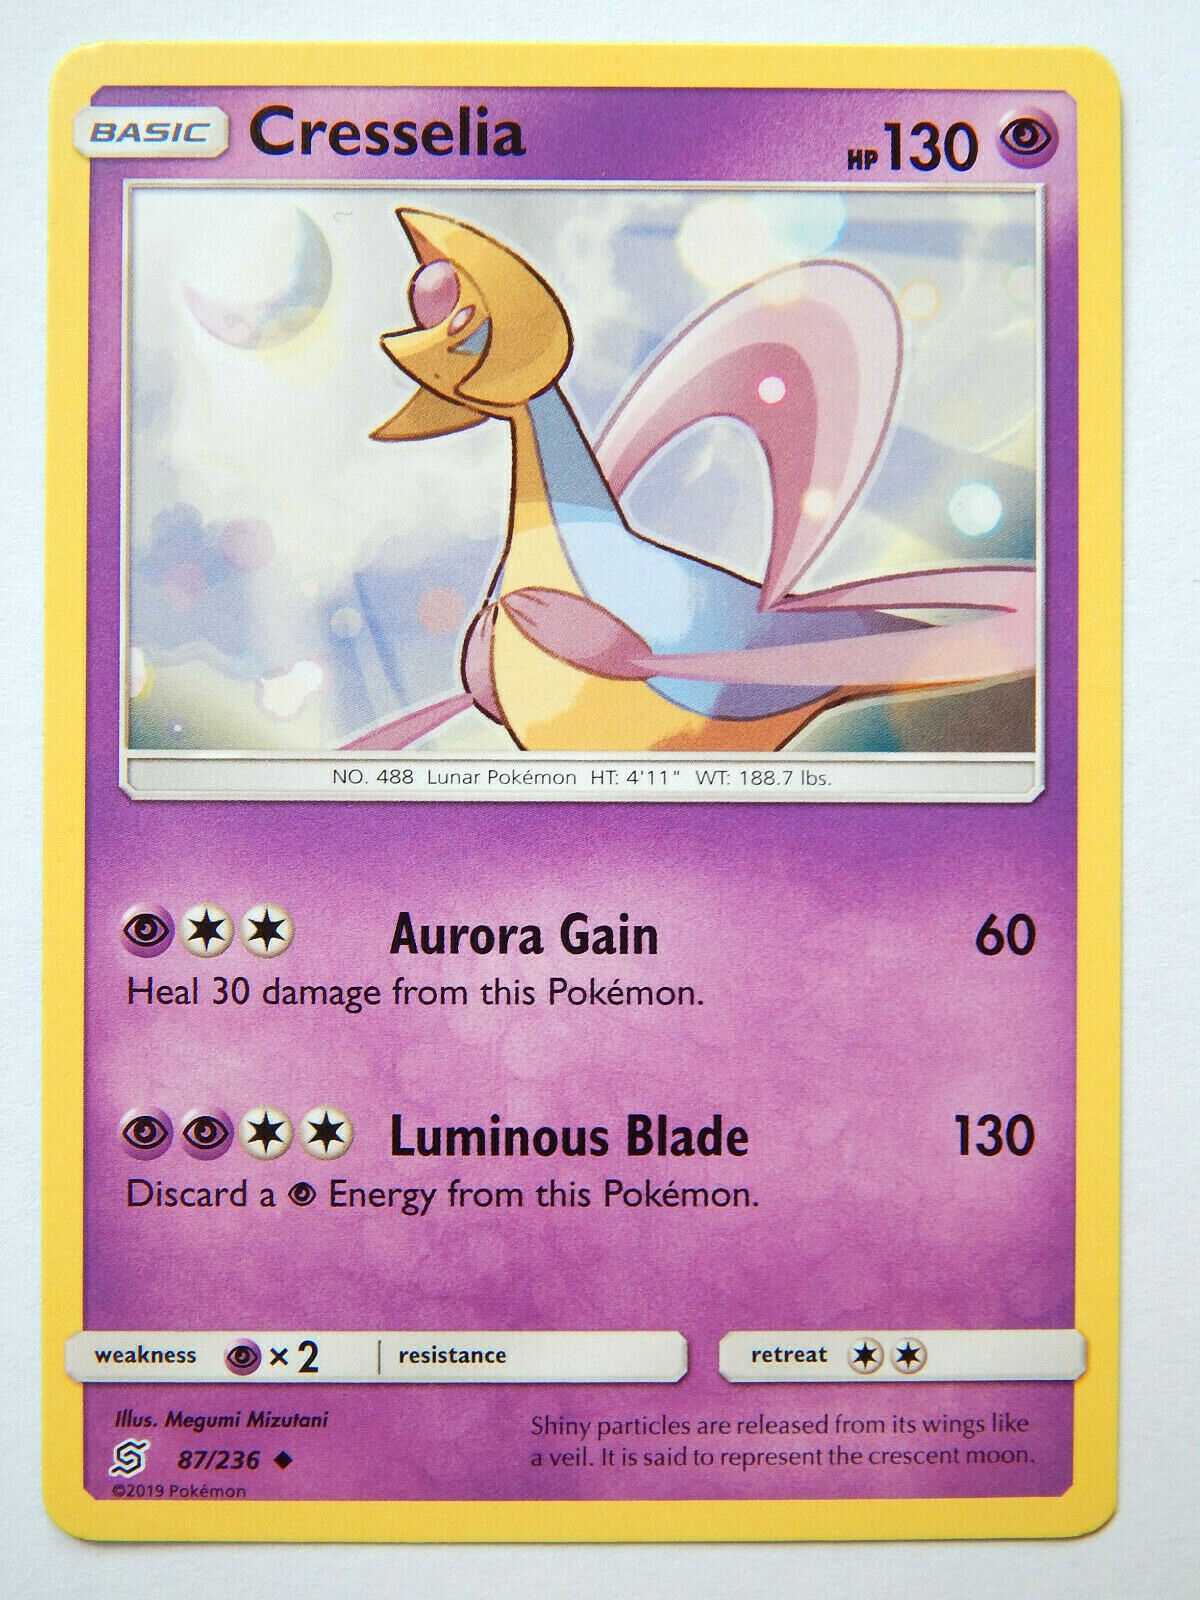 BASIC Cresselia HP 130
NO. 488 Lunar Pokémon HT: 4'11" WT: 188.7 lbs.
Aurora Gain 60
Heal 30 damage from this Pokémon.
Luminous Blade 130
Discard a Energy from this Pokémon.
weakness × 2 resistance retreat
Illus. Megumi Mizutani
87/236
©2019 Pokémon
Shiny particles are released from its wings like
a veil. It is said to represent the crescent moon.